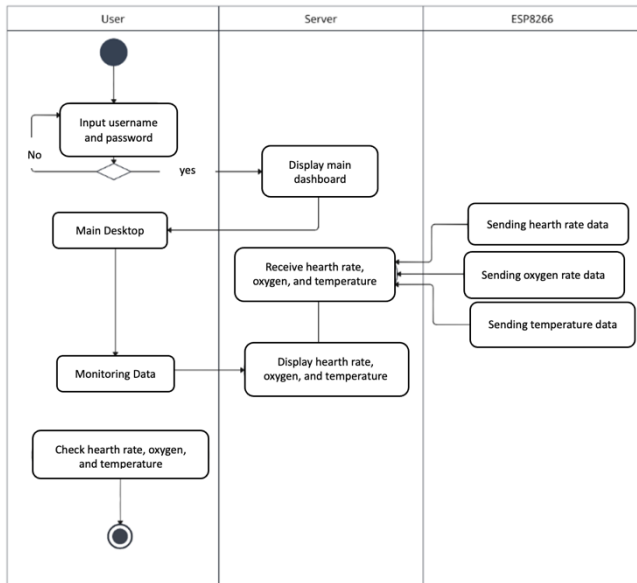 User
Server
ESP8266
Input username
and password
No
yes
Display main
dashboard
Main Desktop
Sending hearth rate data
Receive hearth rate,
oxygen, and temperature
Sending oxygen rate data
Sending temperature data
Monitoring Data
Display hearth rate,
oxygen, and temperature
Check hearth rate, oxygen,
and temperature